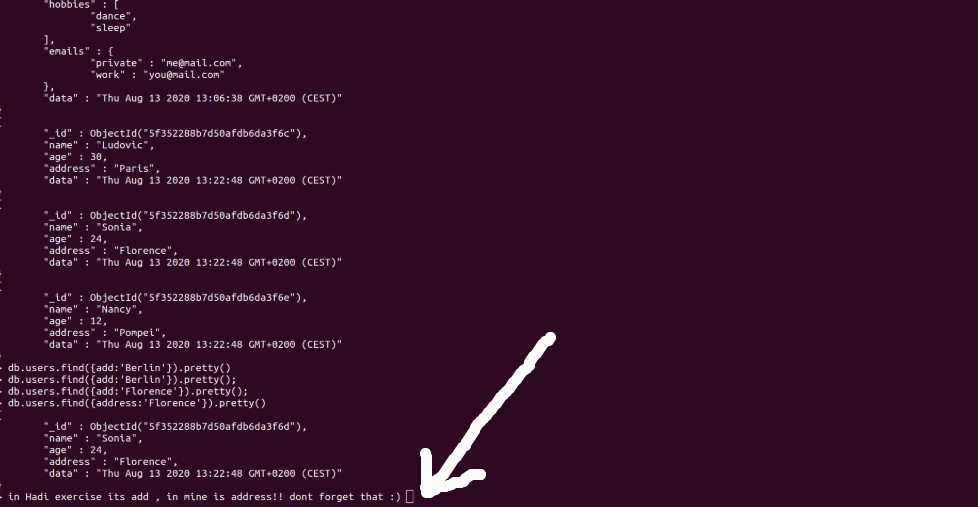 "hobbies" : [
"dance",
"sleep"
],
"emails" : {
"private" : "me@mail.com",
"work" : "you@mail.com"
},
"data" : "Thu Aug 13 2020 13:06:38 GMT+0200 (CEST)"
"_id" : ObjectId("5f352288b7d50afdb6da3f6c"),
"name" : "Ludovic",
"age" : 30,
"address" : "Paris",
"data" : "Thu Aug 13 2020 13:22:48 GMT+0200 (CEST)"
"_id" : ObjectId("5f352288b7d50afdb6da3f6d"),
"name" : "Sonia",
"age" : 24,
"address" : "Florence",
"data" : "Thu Aug 13 2020 13:22:48 GMT+0200 (CEST)"
"_id" : ObjectId("5f352288b7d50afdb6da3f6e"),
"name" : "Nancy",
"age" : 12,
"address" : "Pompei",
"data" : "Thu Aug 13 2020 13:22:48 GMT+0200 (CEST)"
db.users.find({add:'Berlin'}).pretty()
db.users.find({add:'Berlin'}).pretty();
db.users.find({add:'Florence'}).pretty();
db.users.find({address:'Florence'}).pretty()
"_id" : ObjectId("5f352288b7d50afdb6da3f6d"),
"name" : "Sonia",
"age" : 24,
"address" : "Florence",
"data" : "Thu Aug 13 2020 13:22:48 GMT+0200 (CEST)"
in Hadi exercise its add , in mine is address!! dont forget that :)